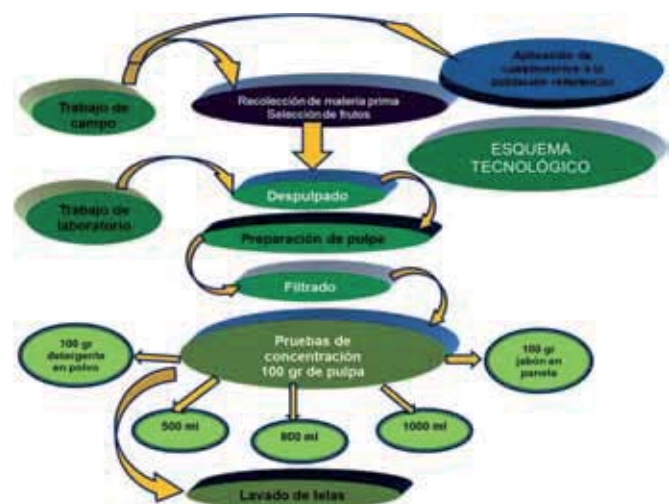 Aplicación de
cuestionarios a la
población referencia
Trabajo de
campo
Recolección de materia prima
Selección de frutos
ESQUEMA
TECNOLÓGICO
Despulpado
Trabajo de
laboratorio
Preparación de pulpa
Filtrado
100 gr
detergente
en polvo
Pruebas de
concentración
100 gr de pulpa
100 gr
jabón en
panela
500 ml
800 ml
1000 ml
Lavado de telas